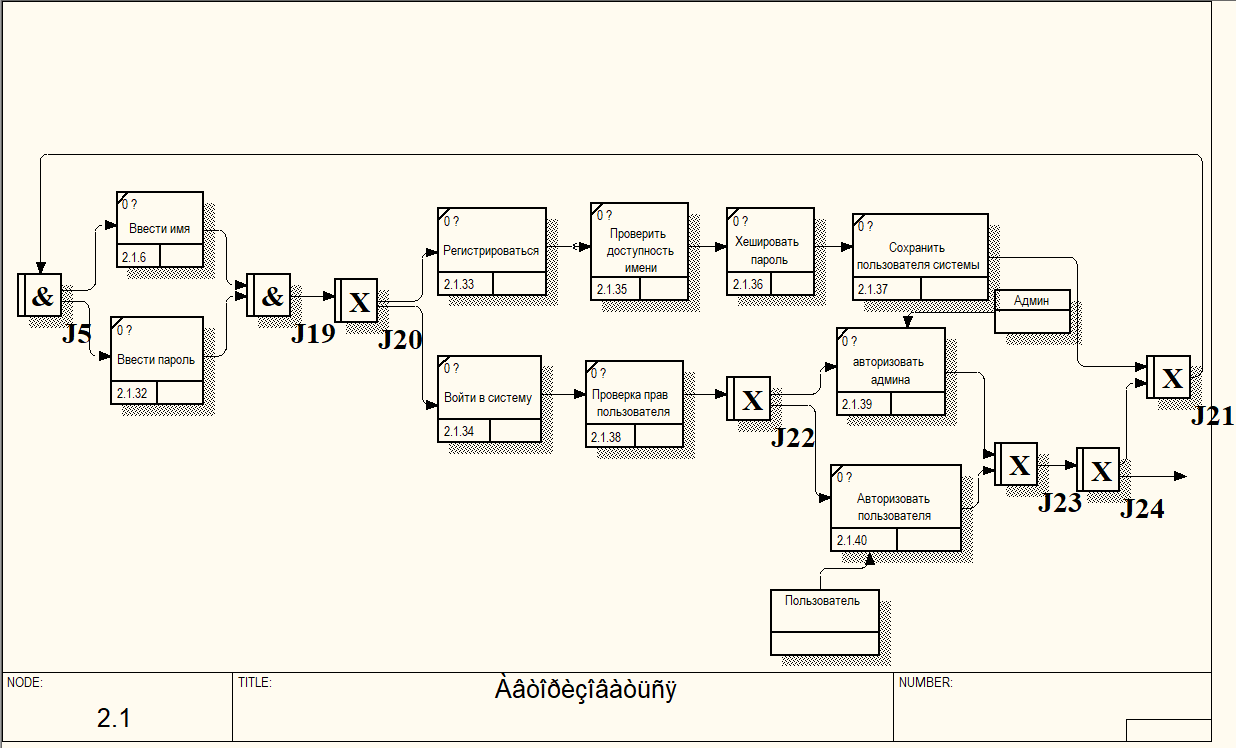 0 ?
Ввести имя
2.1.6
&
J5
0 ?
Ввести пароль
2.1.32
&
J19
X
J20
0 ?
Регистрироваться
2.1.33
0 ?
Проверить
доступность
имени
2.1.35
0 ?
Хешировать
пароль
2.1.36
0 ?
Сохранить
пользователя системы
2.1.37
Админ
0 ?
Войти в систему
2.1.34
0 ?
Проверка прав
пользователя
2.1.38
X
J22
0 ?
авторизовать
админа
2.1.39
X
J21
0 ?
Авторизовать
пользователя
2.1.40
X
J23
X
J24
Пользователь
NODE:
2.1
TITLE:
Àâòîðèçîâàòüñÿ
NUMBER: